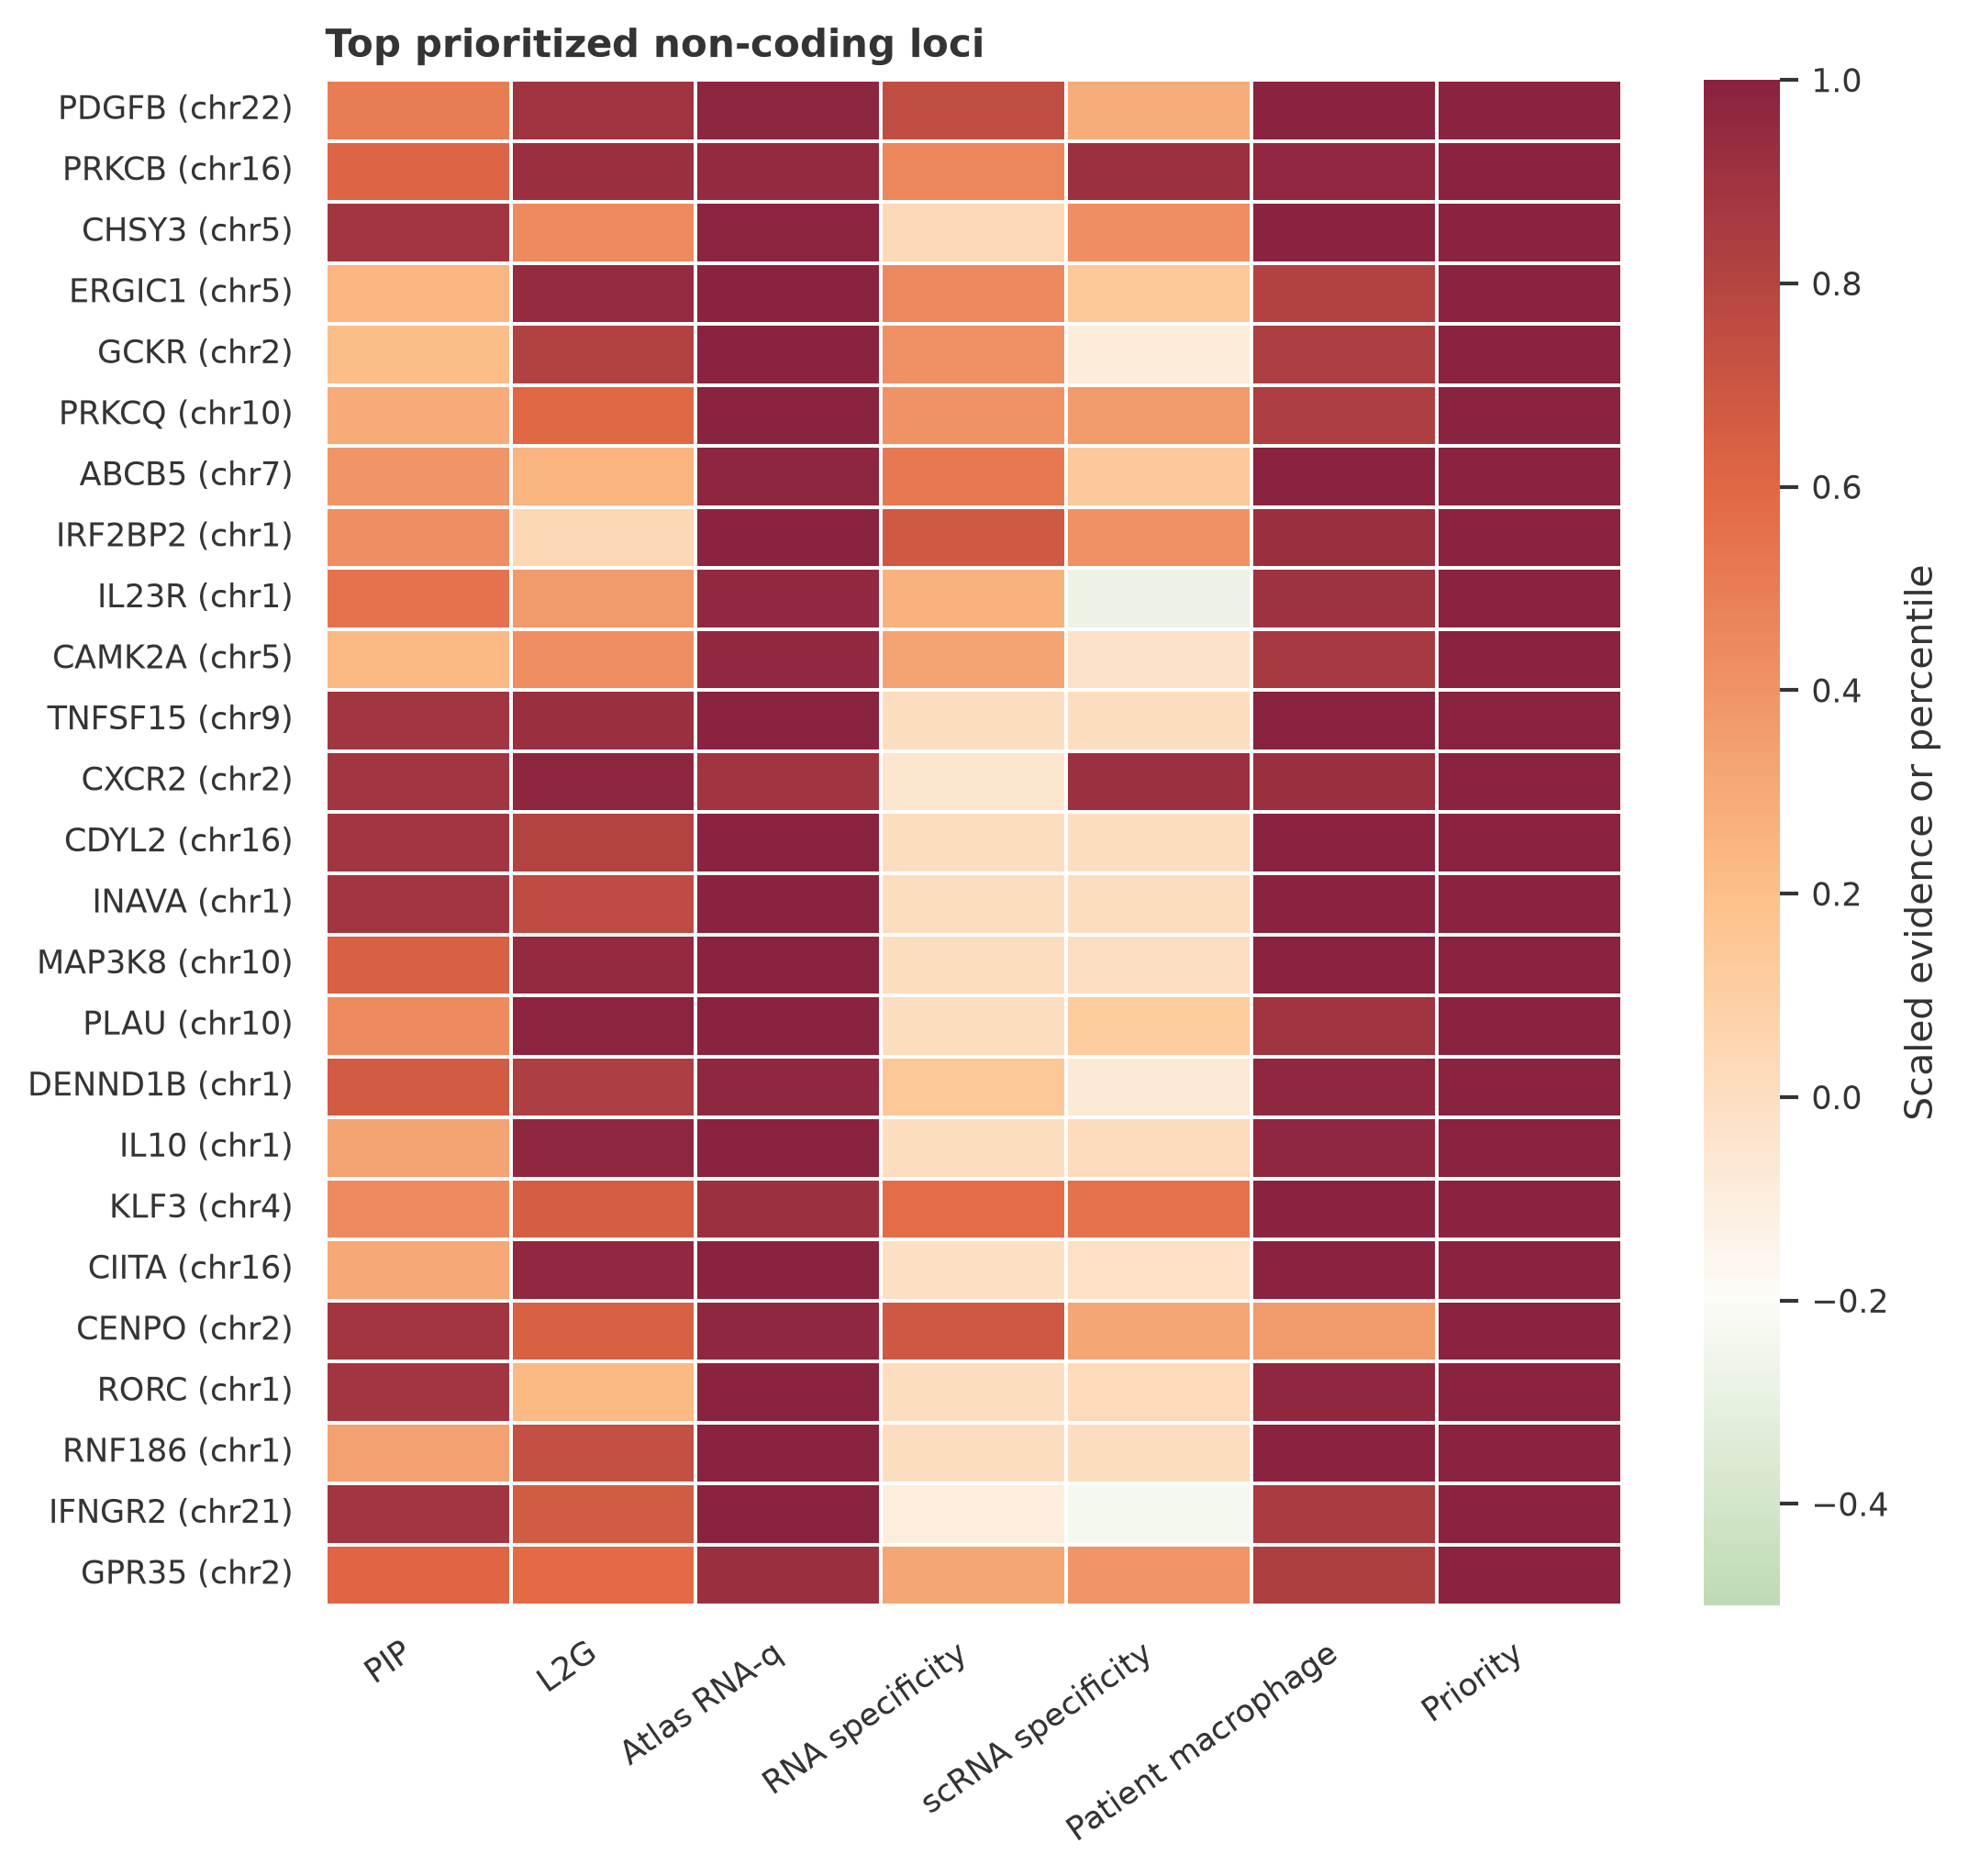 Top prioritized non-coding loci
PDGFB (chr22)
PRKCB (chr16)
CHSY3 (chr5)
ERGIC1 (chr5)
GCKR (chr2)
PRKCQ (chr10)
ABCB5 (chr7)
IRF2BP2 (chr1)
IL23R (chr1)
CAMK2A (chr5)
TNFSF15 (chr9)
CXCR2 (chr2)
CDYL2 (chr16)
INAVA (chr1)
MAP3K8 (chr10)
PLAU (chr10)
DENND1B (chr1)
IL10 (chr1)
KLF3 (chr4)
CIITA (chr16)
CENPO (chr2)
RORC (chr1)
RNF186 (chr1)
IFNGR2 (chr21)
GPR35 (chr2)
PIP
L2G
Atlas RNA-q
RNA specificity
scRNA specificity
Patient macrophage
Priority
1.0
0.8
0.6
0.4
0.2
0.0
−0.2
−0.4
Scaled evidence or percentile